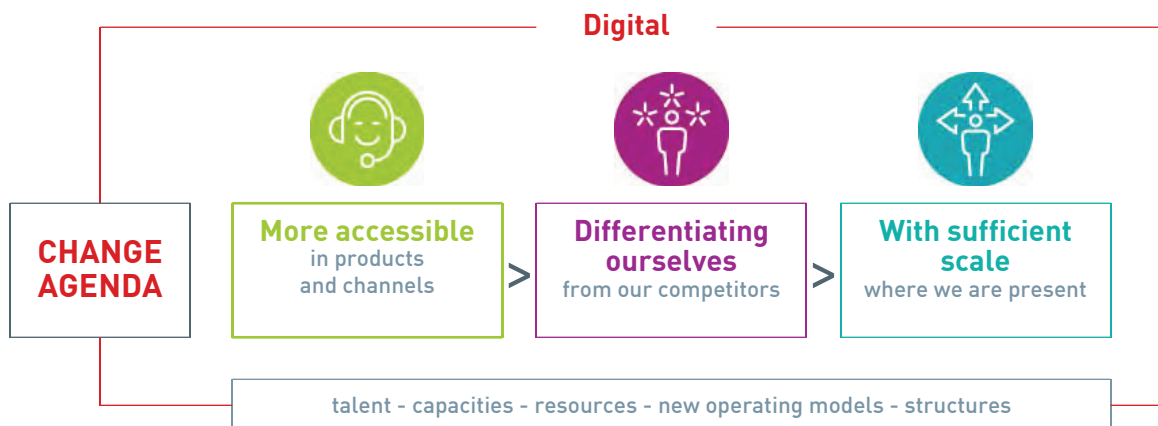 Digital
CHANGE
AGENDA
More accessible
in products
and channels
>
Differentiating
ourselves
from our competitors
>
With sufficient
scale
where we are present
talent - capacities - resources - new operating models - structures